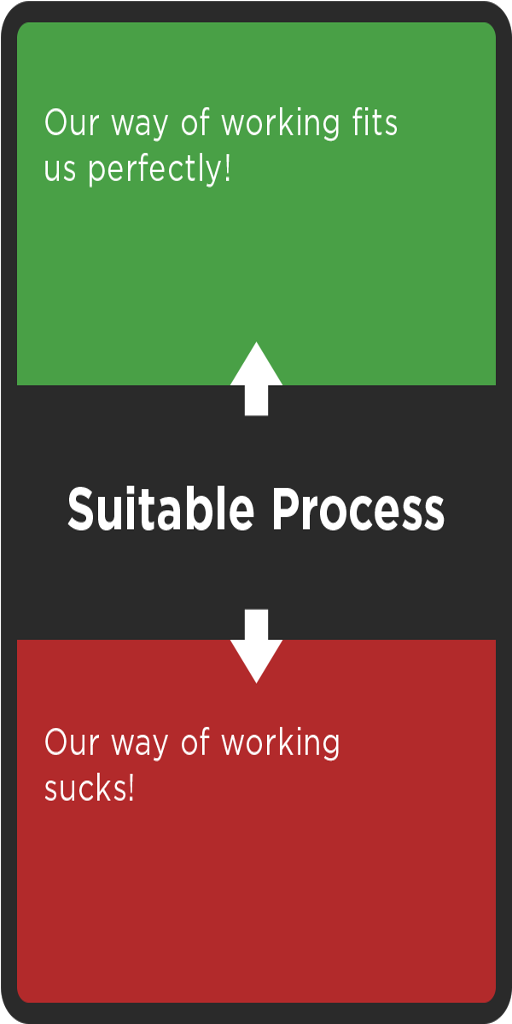 Our way of working fits
us perfectly!
Suitable Process
Our way of working
sucks!